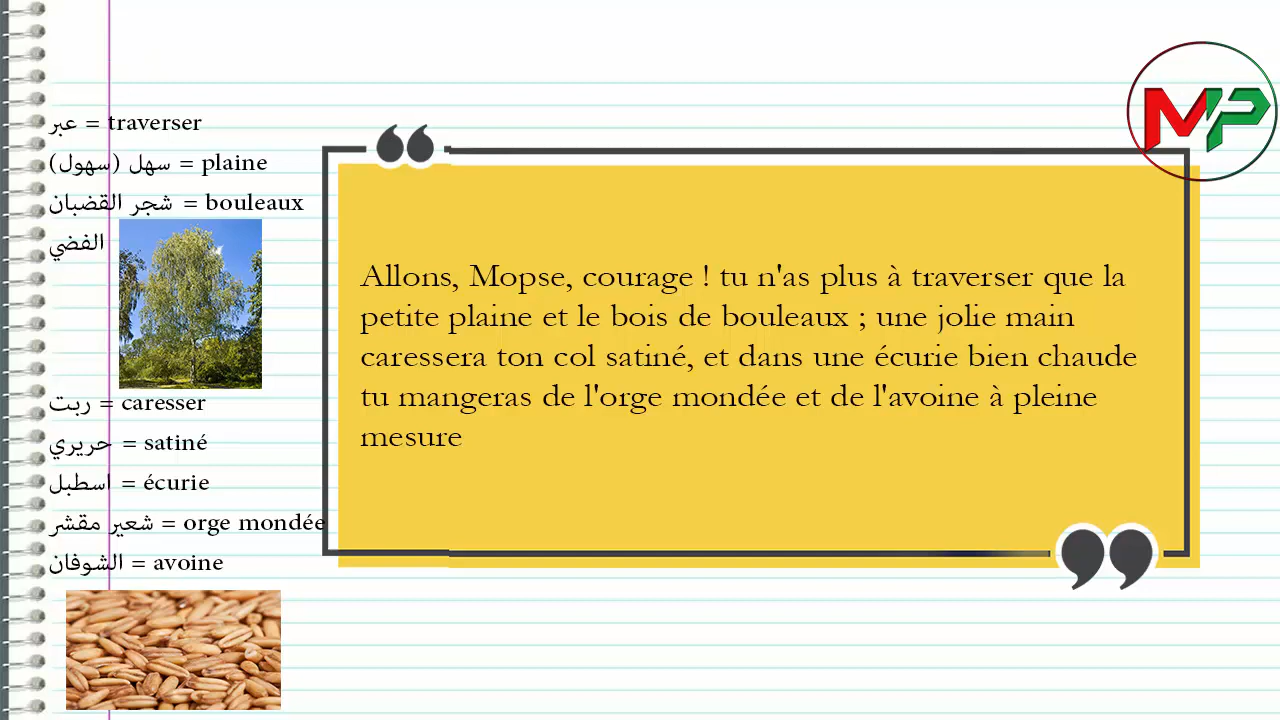 عبر = traverser
سهل (سهول) = plaine
شجر القضبان = bouleaux
الفضي
ربت = caresser
حريري = satiné
اسطبل = écurie
شعير مقشر = orge mondée
الشوفان = avoine
Allons, Mopse, courage ! tu n'as plus à traverser que la
petite plaine et le bois de bouleaux ; une jolie main
caressera ton col satiné, et dans une écurie bien chaude
tu mangeras de l'orge mondée et de l'avoine à pleine
mesure
MP